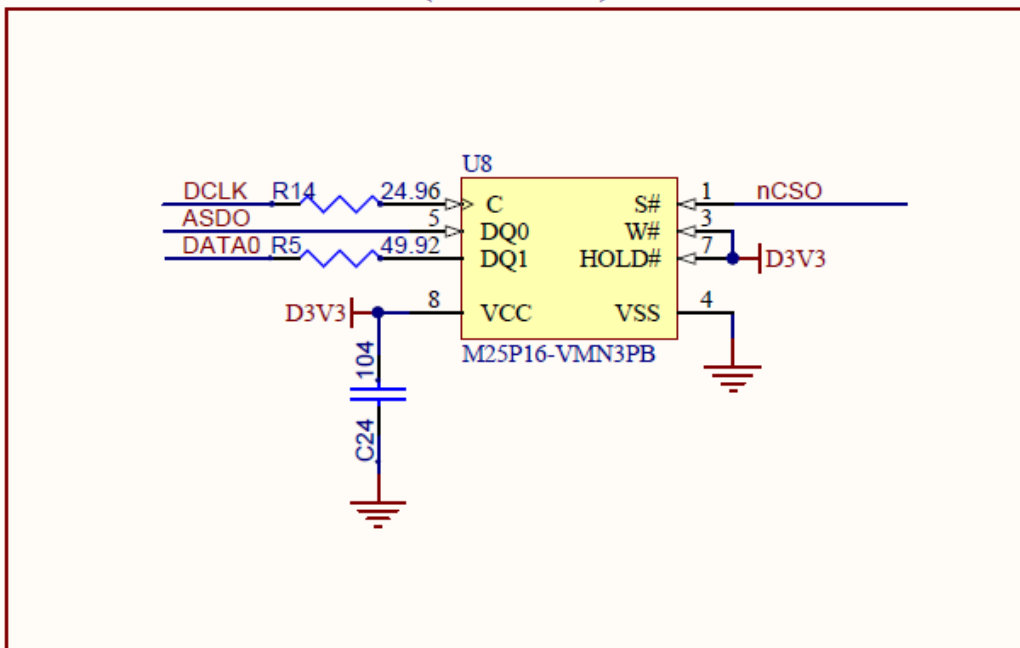 U8
DCLK R14 24.96 C S# 1 nCSO
ASDO 5 DQ0 W# 3
DATA0 R5 49.92 DQ1 HOLD# 7 D3V3
D3V3 8 VCC VSS 4
M25P16-VMN3PB
104
C24